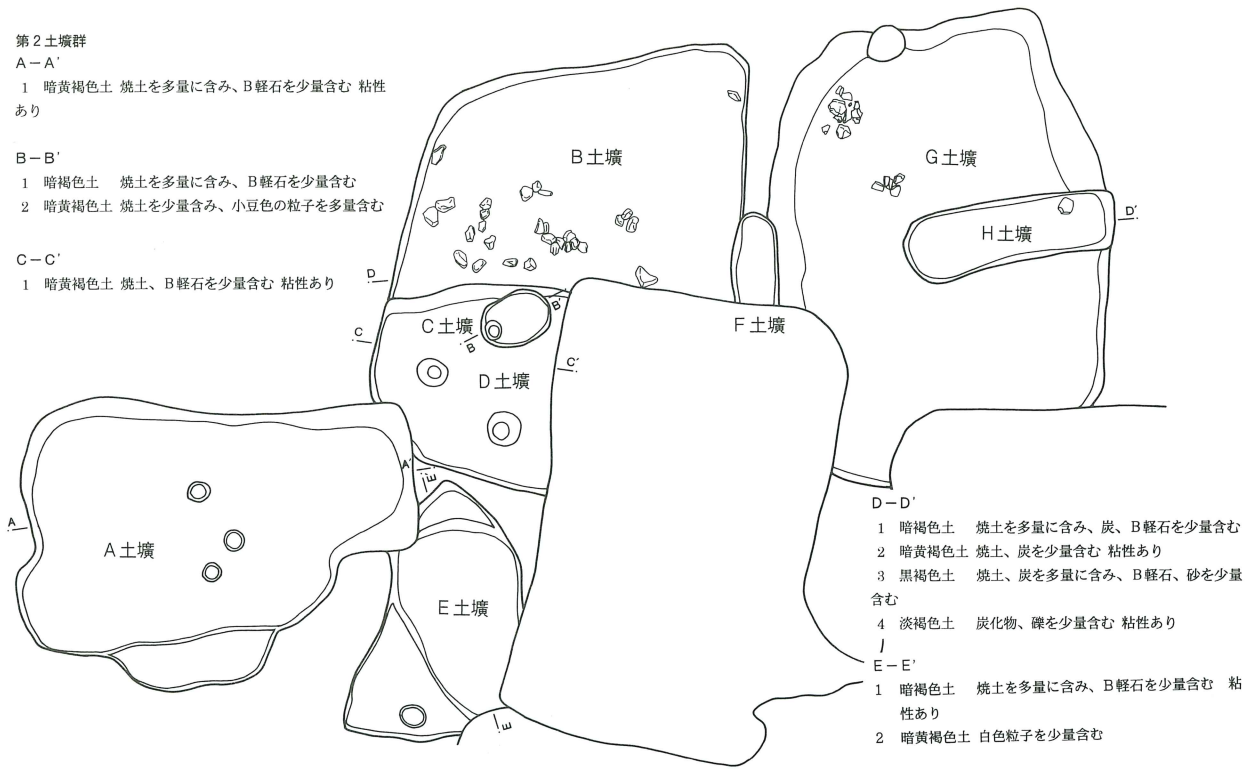 第２土壙群
A－A’
1　暗黄褐色土 焼土を多量に含み、B軽石を少量含む 粘性
あり
B－B’
1　暗褐色土　焼土を多量に含み、B軽石を少量含む
2　暗黄褐色土 焼土を少量含み、小豆色の粒子を多量含む
C－C’
1　暗黄褐色土 焼土、B軽石を少量含む 粘性あり
B土壙
G土壙
H土壙
D’
D
C土壙
B’
B
F土壙
C
C’
D土壙
A’
E’
A
A土壙
E土壙
E
D－D’
1　暗褐色土　焼土を多量に含み、炭、B軽石を少量含む
2　暗黄褐色土 焼土、炭を少量含む 粘性あり
3　黒褐色土　焼土、炭を多量に含み、B軽石、砂を少量
含む
4　淡褐色土　炭化物、礫を少量含む 粘性あり
E－E’
1　暗褐色土　焼土を多量に含み、B軽石を少量含む　粘
性あり
2　暗黄褐色土 白色粒子を少量含む